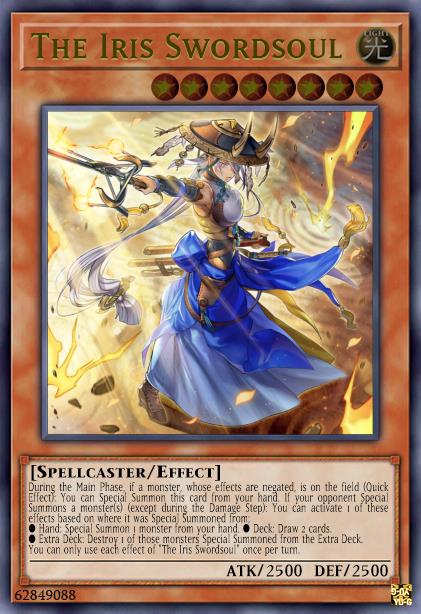 THE IRIS SWORDSOUL
LIGHT
光
[SPELLCASTER/EFFECT]
During the Main Phase, if a monster, whose effects are negated, is on the field (Quick
Effect): You can Special Summon this card from your hand. If your opponent Special
Summons a monster(s) (except during the Damage Step): You can activate 1 of these
effects based on where it was Special Summoned from;
● Hand: Special Summon 1 monster from your hand. ● Deck: Draw 2 cards.
● Extra Deck: Destroy 1 of those monsters Special Summoned from the Extra Deck.
You can only use each effect of "The Iris Swordsoul" once per turn.
ATK/2500 DEF/2500
62849088